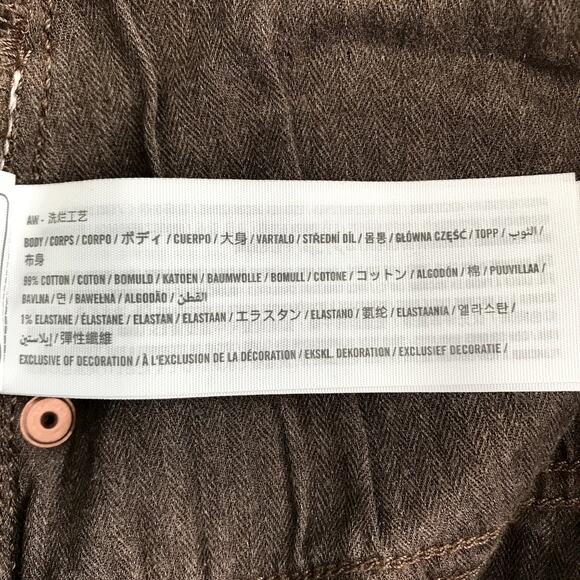 AW - 洗烂工艺
BODY / CORPS / CORPO / ボディ / CUERPO / 大身 / VARTALO / STŘEDNÍ DÍL / 몸통 / GŁÓWNA CZĘŚĆ / TOPP / الثوب /
布身
99% COTTON / COTON / BOMULD / KATOEN / BAUMWOLLE / BOMULL / COTONE / コットン / ALGODÓN / 棉 / PUUVILLAA /
BAVLNA / 면 / BAWEŁNA / ALGODÃO / القطن /
1% ELASTANE / ÉLASTANE / ELASTAN / ELASTAAN / エラスタン / ELASTANO / 氨纶 / ELASTAANIA / 엘라스탄 /
إيلاستين / 彈性纖維
EXCLUSIVE OF DECORATION / À L'EXCLUSION DE LA DÉCORATION / EKSKL. DEKORATION / EXCLUSIEF DECORATIE /